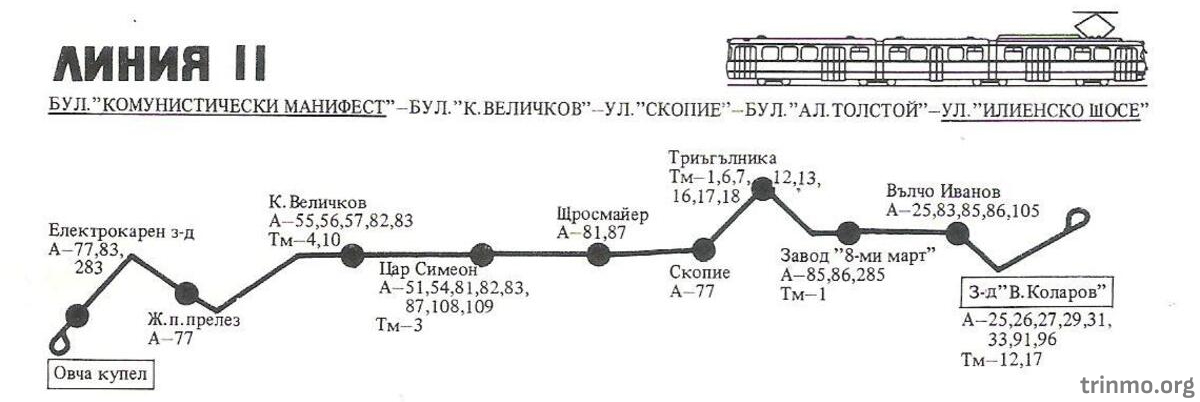 ЛИНИЯ 11
БУЛ."КОМУНИСТИЧЕСКИ МАНИФЕСТ"–БУЛ."К.ВЕЛИЧКОВ"–УЛ."СКОПИЕ"–БУЛ."АЛ.ТОЛСТОЙ"–УЛ."ИЛИЕНСКО ШОСЕ"
Електрокарен з-д
А–77,83,
283
Овча купел
Ж.п.прелез
А–77
К.Величков
А–55,56,57,82,83
Тм–4,10
Цар Симеон
А–51,54,81,82,83,
87,108,109
Тм–3
Щросмайер
А–81,87
Скопие
А–77
Триъгълника
Тм–1,6,7, 12,13,
16,17,18
Завод "8-ми март"
А–85,86,285
Тм–1
Вълчо Иванов
А–25,83,85,86,105
З-д"В.Коларов"
А–25,26,27,29,31,
33,91,96
Тм–12,17
trinmo.org